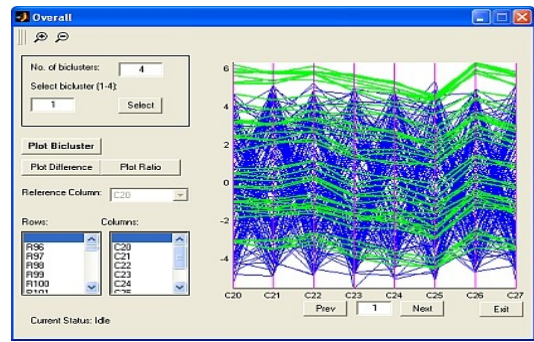 Overall
No. of biclusters: 4
Select bicluster (1-4):
1 Select
Plot Bicluster
Plot Difference Plot Ratio
Reference Column: C20
Rows: Columns:
R96 C20
R97 C21
R98 C22
R99 C23
R100 C24
R101 C25
Current Status: Idle
6
4
2
0
-2
-4
C20 C21 C22 C23 C24 C25 C26 C27
Prev 1 Next Exit